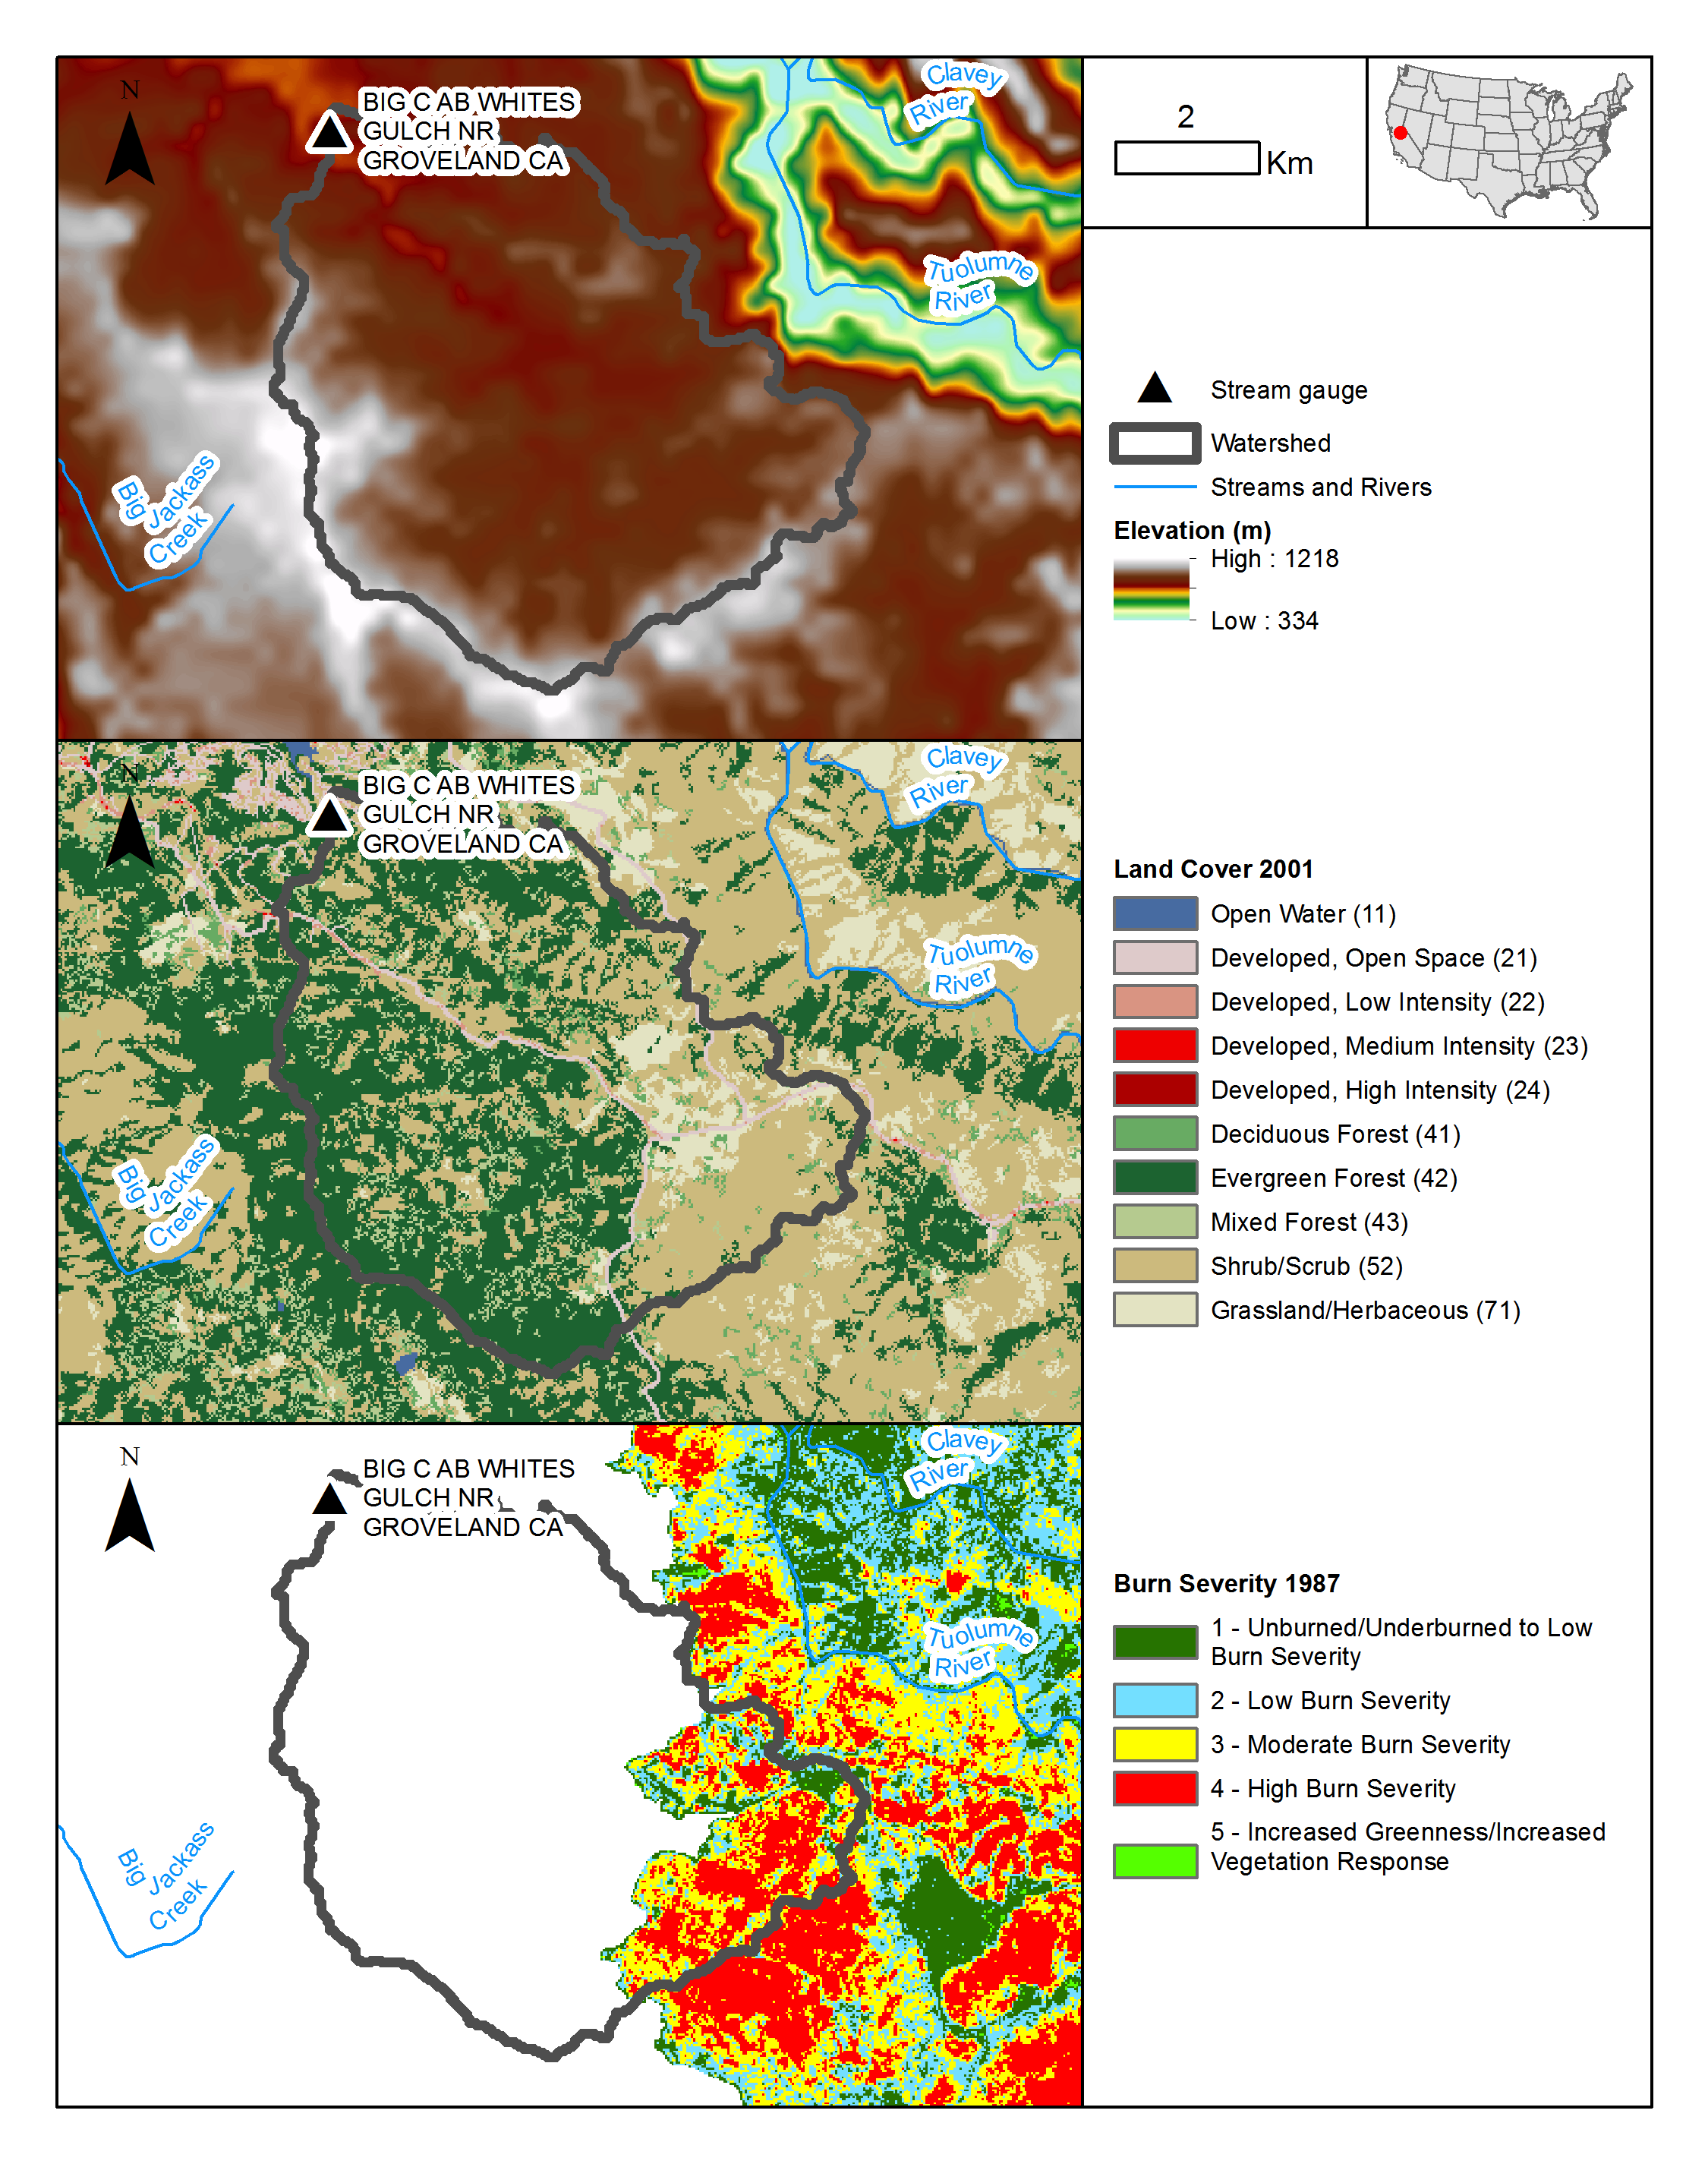 N
BIG C AB WHITES
GULCH NR
GROVELAND CA
Clavey
River
Tuolumne
River
Big Jackass
Creek
2
Km
Stream gauge
Watershed
Streams and Rivers
Elevation (m)
High : 1218
Low : 334
N
BIG C AB WHITES
GULCH NR
GROVELAND CA
Clavey
River
Tuolumne
River
Big Jackass
Creek
Land Cover 2001
Open Water (11)
Developed, Open Space (21)
Developed, Low Intensity (22)
Developed, Medium Intensity (23)
Developed, High Intensity (24)
Deciduous Forest (41)
Evergreen Forest (42)
Mixed Forest (43)
Shrub/Scrub (52)
Grassland/Herbaceous (71)
N
BIG C AB WHITES
GULCH NR
GROVELAND CA
Clavey
River
Tuolumne
River
Big Jackass
Creek
Burn Severity 1987
1 - Unburned/Underburned to Low
Burn Severity
2 - Low Burn Severity
3 - Moderate Burn Severity
4 - High Burn Severity
5 - Increased Greenness/Increased
Vegetation Response